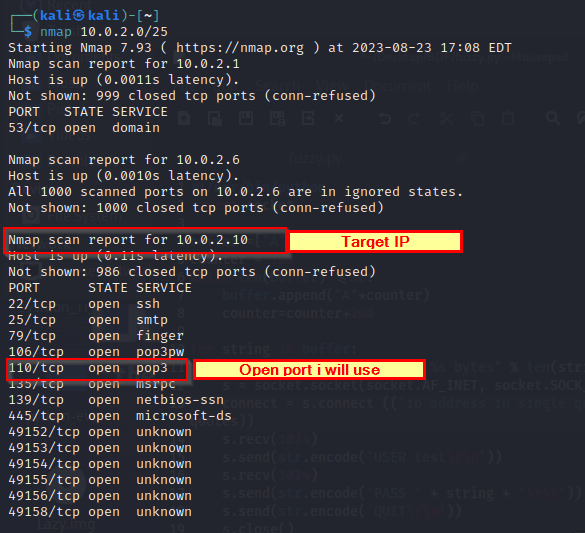 ┌──(kali㉿kali)-[~]
└─$ nmap 10.0.2.0/25
Starting Nmap 7.93 ( https://nmap.org ) at 2023-08-23 17:08 EDT
Nmap scan report for 10.0.2.1
Host is up (0.0011s latency).
Not shown: 999 closed tcp ports (conn-refused)
PORT   STATE SERVICE
53/tcp open  domain
Nmap scan report for 10.0.2.6
Host is up (0.0010s latency).
All 1000 scanned ports on 10.0.2.6 are in ignored states.
Not shown: 1000 closed tcp ports (conn-refused)
Nmap scan report for 10.0.2.10 Target IP
Host is up (0.11s latency).
Not shown: 986 closed tcp ports (conn-refused)
PORT      STATE SERVICE
22/tcp    open  ssh
buffer.append("A"*counter)
25/tcp    open  smtp
79/tcp    open  finger
106/tcp   open  pop3pw
110/tcp   open  pop3 Open port i will use
135/tcp   open  msrpc
139/tcp   open  netbios-ssn
445/tcp   open  microsoft-ds
49152/tcp open  unknown
49153/tcp open  unknown
49154/tcp open  unknown
49155/tcp open  unknown
49156/tcp open  unknown
49158/tcp open  unknown